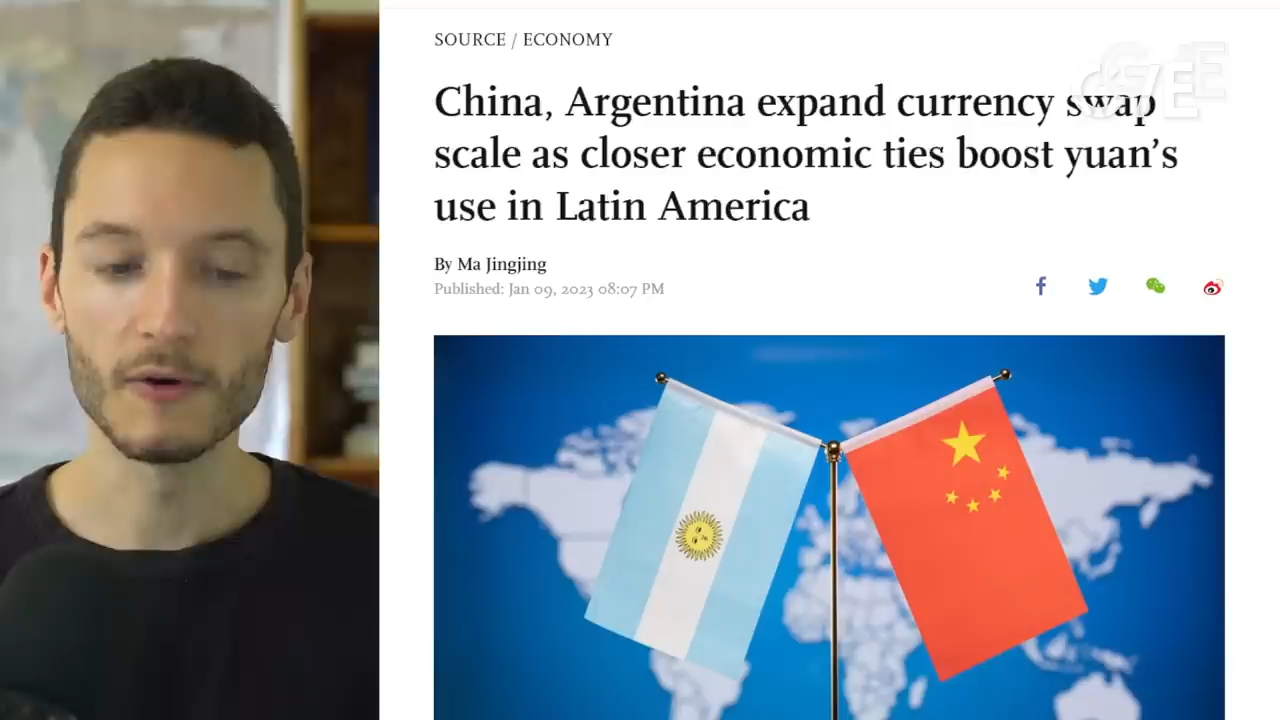 SOURCE / ECONOMY
China, Argentina expand currency swap
scale as closer economic ties boost yuan's
use in Latin America
By Ma Jingjing
Published: Jan 09, 2023 08:07 PM